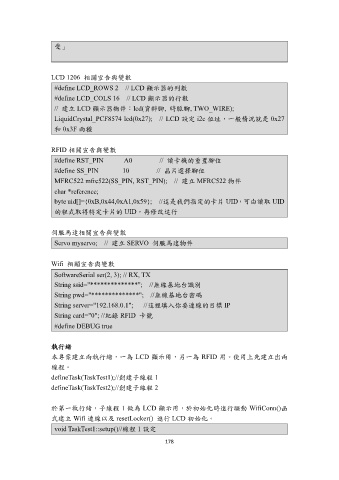 覺」
LCD 1206 相關宣告與變數
#define LCD_ROWS 2 // LCD 顯示器的列數
#define LCD_COLS 16 // LCD 顯示器的行數
// 建立 LCD 顯示器物件：lcd(資料腳, 時脈腳, TWO_WIRE);
LiquidCrystal_PCF8574 lcd(0x27); // LCD 設定 i2c 位址，一般情況就是 0x27
和 0x3F 兩種
RFID 相關宣告與變數
#define RST_PIN A0 // 讀卡機的重置腳位
#define SS_PIN 10 // 晶片選擇腳位
MFRC522 mfrc522(SS_PIN, RST_PIN); // 建立 MFRC522 物件
char *reference;
byte uid[]={0xB,0x44,0xA1,0x59}; //這是我們指定的卡片 UID，可由讀取 UID
的程式取得特定卡片的 UID，再修改這行
伺服馬達相關宣告與變數
Servo myservo; // 建立 SERVO 伺服馬達物件
Wifi 相關宣告與變數
SoftwareSerial ser(2, 3); // RX, TX
String ssid="**************"; //無線基地台識別
String pwd="**************"; //無線基地台密碼
String server="192.168.0.1"; //這裡填入你要連線的目標 IP
String card="0"; //紀錄 RFID 卡號
#define DEBUG true
執行緒
本專案建立兩執行緒，一為 LCD 顯示用，另一為 RFID 用。使用上先建立出兩
線程。
defineTask(TaskTest1);//創建子線程 1
defineTask(TaskTest2);//創建子線程 2
於第一執行緒，子線程 1 做為 LCD 顯示用，於初始化時進行驅動 WifiConn()函
式建立 Wifi 連線以及 resetLocker() 進行 LCD 初始化。
void TaskTest1::setup()//線程 1 設定
178